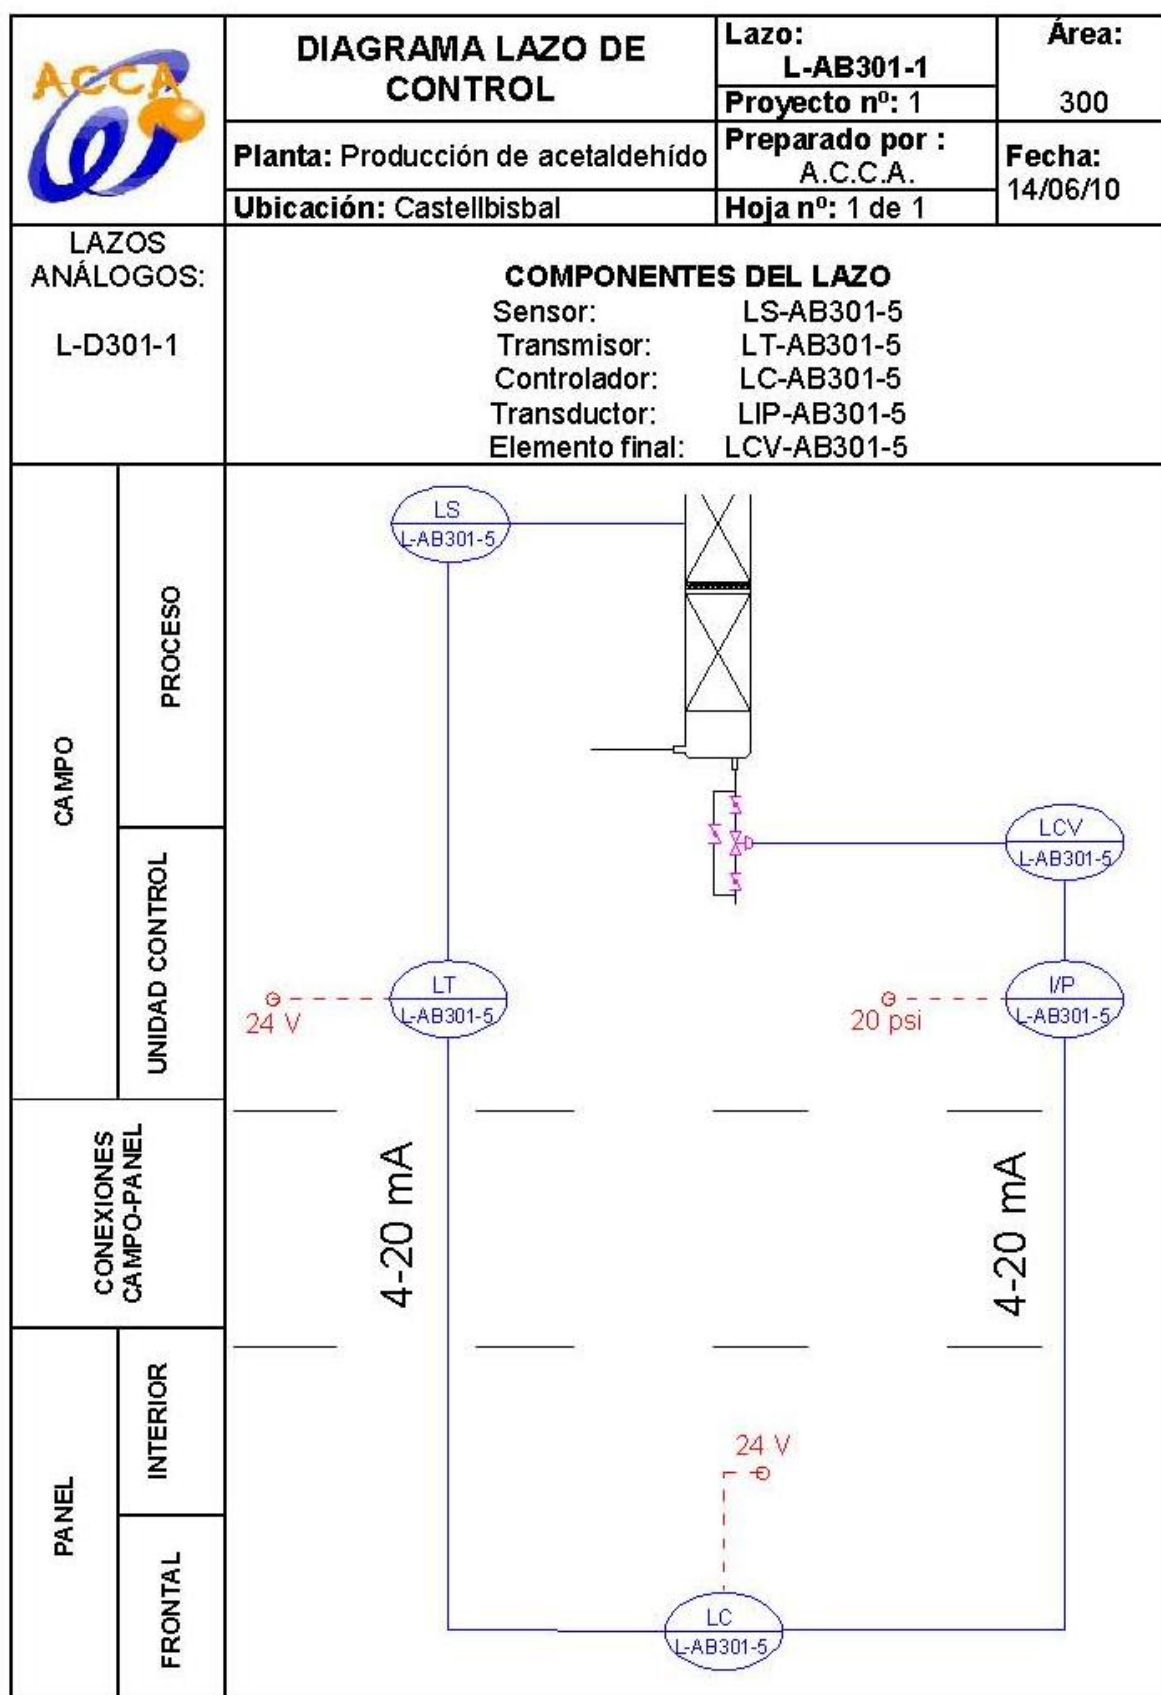 ACCA
DIAGRAMA LAZO DE
CONTROL
Lazo:
L-AB301-1
Proyecto nº: 1
Área:
300
Planta: Producción de acetaldehído
Preparado por :
A.C.C.A.
Fecha:
14/06/10
Ubicación: Castellbisbal
Hoja nº: 1 de 1
LAZOS
ANÁLOGOS:
L-D301-1
COMPONENTES DEL LAZO
Sensor: LS-AB301-5
Transmisor: LT-AB301-5
Controlador: LC-AB301-5
Transductor: LIP-AB301-5
Elemento final: LCV-AB301-5
CAMPO
PROCESO
LS
L-AB301-5
UNIDAD CONTROL
LCV
L-AB301-5
24 V
LT
L-AB301-5
20 psi
I/P
L-AB301-5
CONEXIONES
CAMPO-PANEL
4-20 mA
4-20 mA
PANEL
INTERIOR
24 V
FRONTAL
LC
L-AB301-5